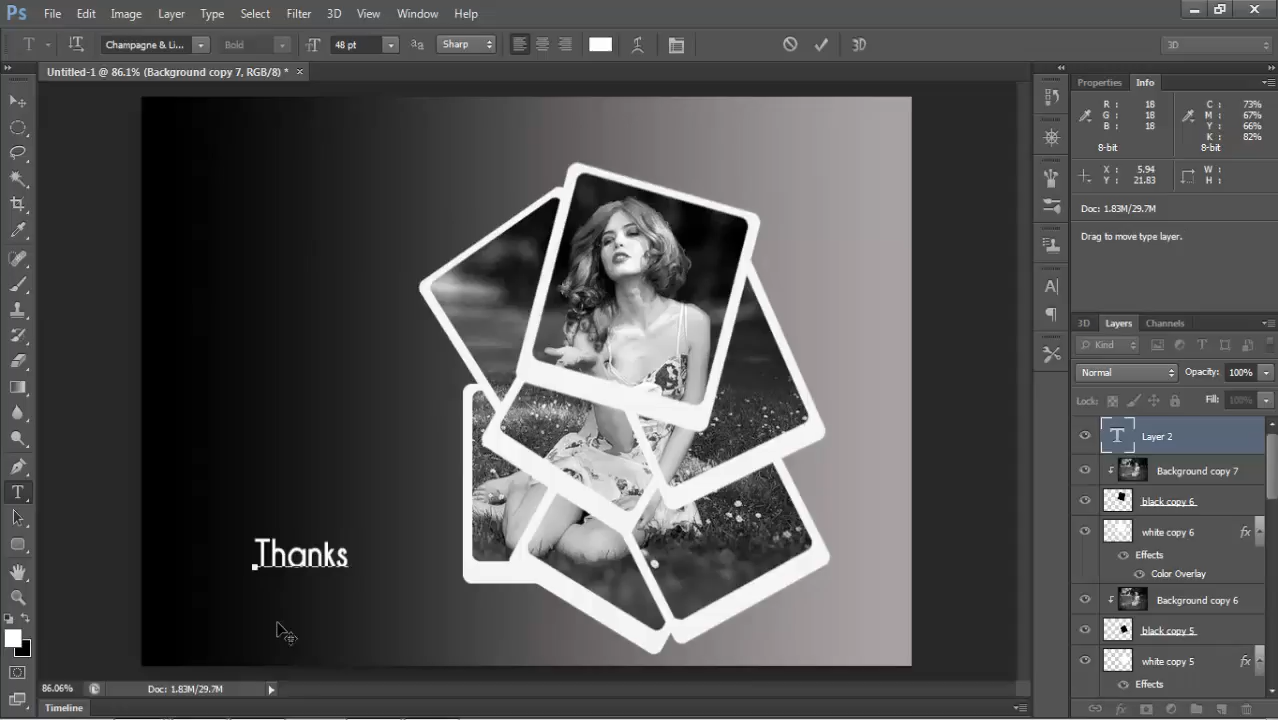 Ps File Edit Image Layer Type Select Filter 3D View Window Help
T Champagne & Li... Bold 48 pt aa Sharp 3D 3D
Untitled-1 @ 86.1% (Background copy 7, RGB/8) * ×
Properties Info
R: 18 C: 73%
G: 18 M: 67%
B: 18 Y: 66%
K: 82%
8-bit 8-bit
X: 5.94 W:
Y: 21.83 H:
Doc: 1.83M/29.7M
Drag to move type layer.
3D Layers Channels
Kind
Normal Opacity: 100%
Lock: Fill: 100%
T Layer 2
Background copy 7
black copy 6
white copy 6 fx
Effects
Color Overlay
Background copy 6
black copy 5
white copy 5 fx
Effects
Thanks
86.06% Doc: 1.83M/29.7M
Timeline